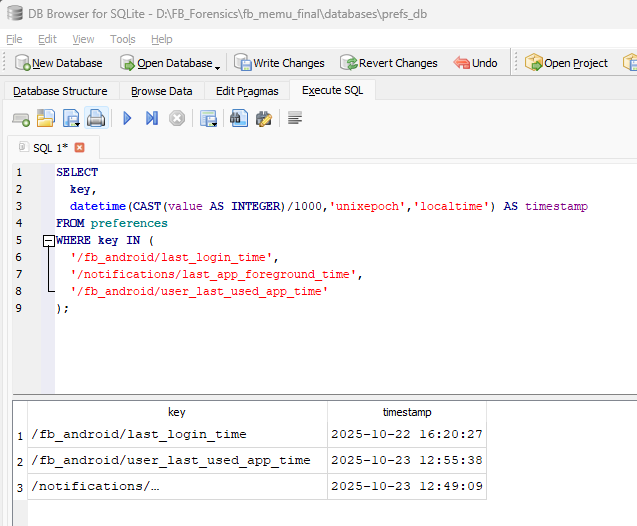 DB Browser for SQLite - D:\FB_Forensics\fb_memu_final\databases\prefs_db
File Edit View Tools Help
New Database Open Database Write Changes Revert Changes Undo Open Project
Database Structure Browse Data Edit Pragmas Execute SQL
SQL 1*
1 SELECT
2 key,
3 datetime(CAST(value AS INTEGER)/1000,'unixepoch','localtime') AS timestamp
4 FROM preferences
5 WHERE key IN (
6 '/fb_android/last_login_time',
7 '/notifications/last_app_foreground_time',
8 '/fb_android/user_last_used_app_time'
9 );
key timestamp
1 /fb_android/last_login_time 2025-10-22 16:20:27
2 /fb_android/user_last_used_app_time 2025-10-23 12:55:38
3 /notifications/… 2025-10-23 12:49:09